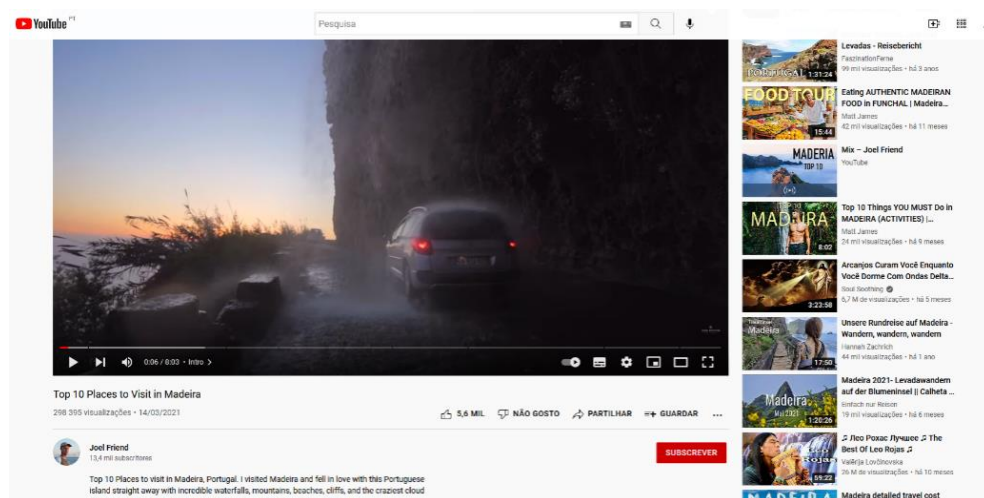 YouTube PT
Pesquisa
0:06 / 8:03 • Intro >
Top 10 Places to Visit in Madeira
298 395 visualizações • 14/03/2021
5,6 MIL
NÃO GOSTO
PARTILHAR
GUARDAR
Joel Friend
13,4 mil subscritores
SUBSCREVER
Top 10 Places to visit in Madeira, Portugal. I visited Madeira and fell in love with this Portuguese
island straight away with incredible waterfalls, mountains, beaches, cliffs, and the craziest cloud
PORTUGAL
1:31:24
Levadas - Reisebericht
FaszinationFerne
99 mil visualizações • há 3 anos
FOOD TOUR
15:44
Eating AUTHENTIC MADEIRAN
FOOD in FUNCHAL | Madeira...
Matt James
42 mil visualizações • há 11 meses
MADERIA
TOP 10
Mix – Joel Friend
YouTube
MADEIRA
8:02
Top 10 Things YOU MUST Do in
MADEIRA (ACTIVITIES) |...
Matt James
24 mil visualizações • há 9 meses
3:23:58
Arcanjos Curam Você Enquanto
Você Dorme Com Ondas Delta...
Soul Soothing
6,7 M de visualizações • há 5 meses
Madeira
17:50
Unsere Rundreise auf Madeira -
Wandern, wandern, wandern
Hannah Zachrich
44 mil visualizações • há 1 ano
Madeira
Mai 2021
1:20:26
Madeira 2021- Levadawandern
auf der Blumeninsel || Calheta ...
Einfach nur Reisen
19 mil visualizações • há 6 meses
Rojas
59:22
♫ Лео Рохас Лучшее ♫ The
Best Of Leo Rojas ♫
Valērija Lovčinovska
26 M de visualizações • há 10 meses
MADEIRA
Madeira detailed travel cost